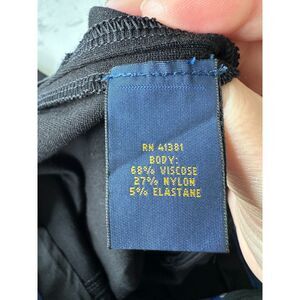 RN 41381
BODY:
68% VISCOSE
27% NYLON
5% ELASTANE